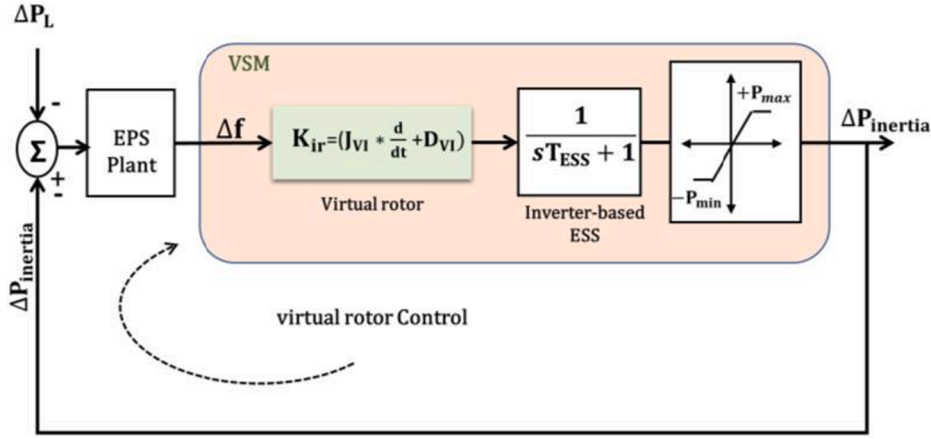 ΔP_L
VSM
-
Σ
+
-
EPS
Plant
Δf
K_ir=(J_VI * d/dt +D_VI)
Virtual rotor
1
sT_ESS + 1
Inverter-based
ESS
+P_max
-P_min
ΔP_inertia
ΔP_inertia
virtual rotor Control